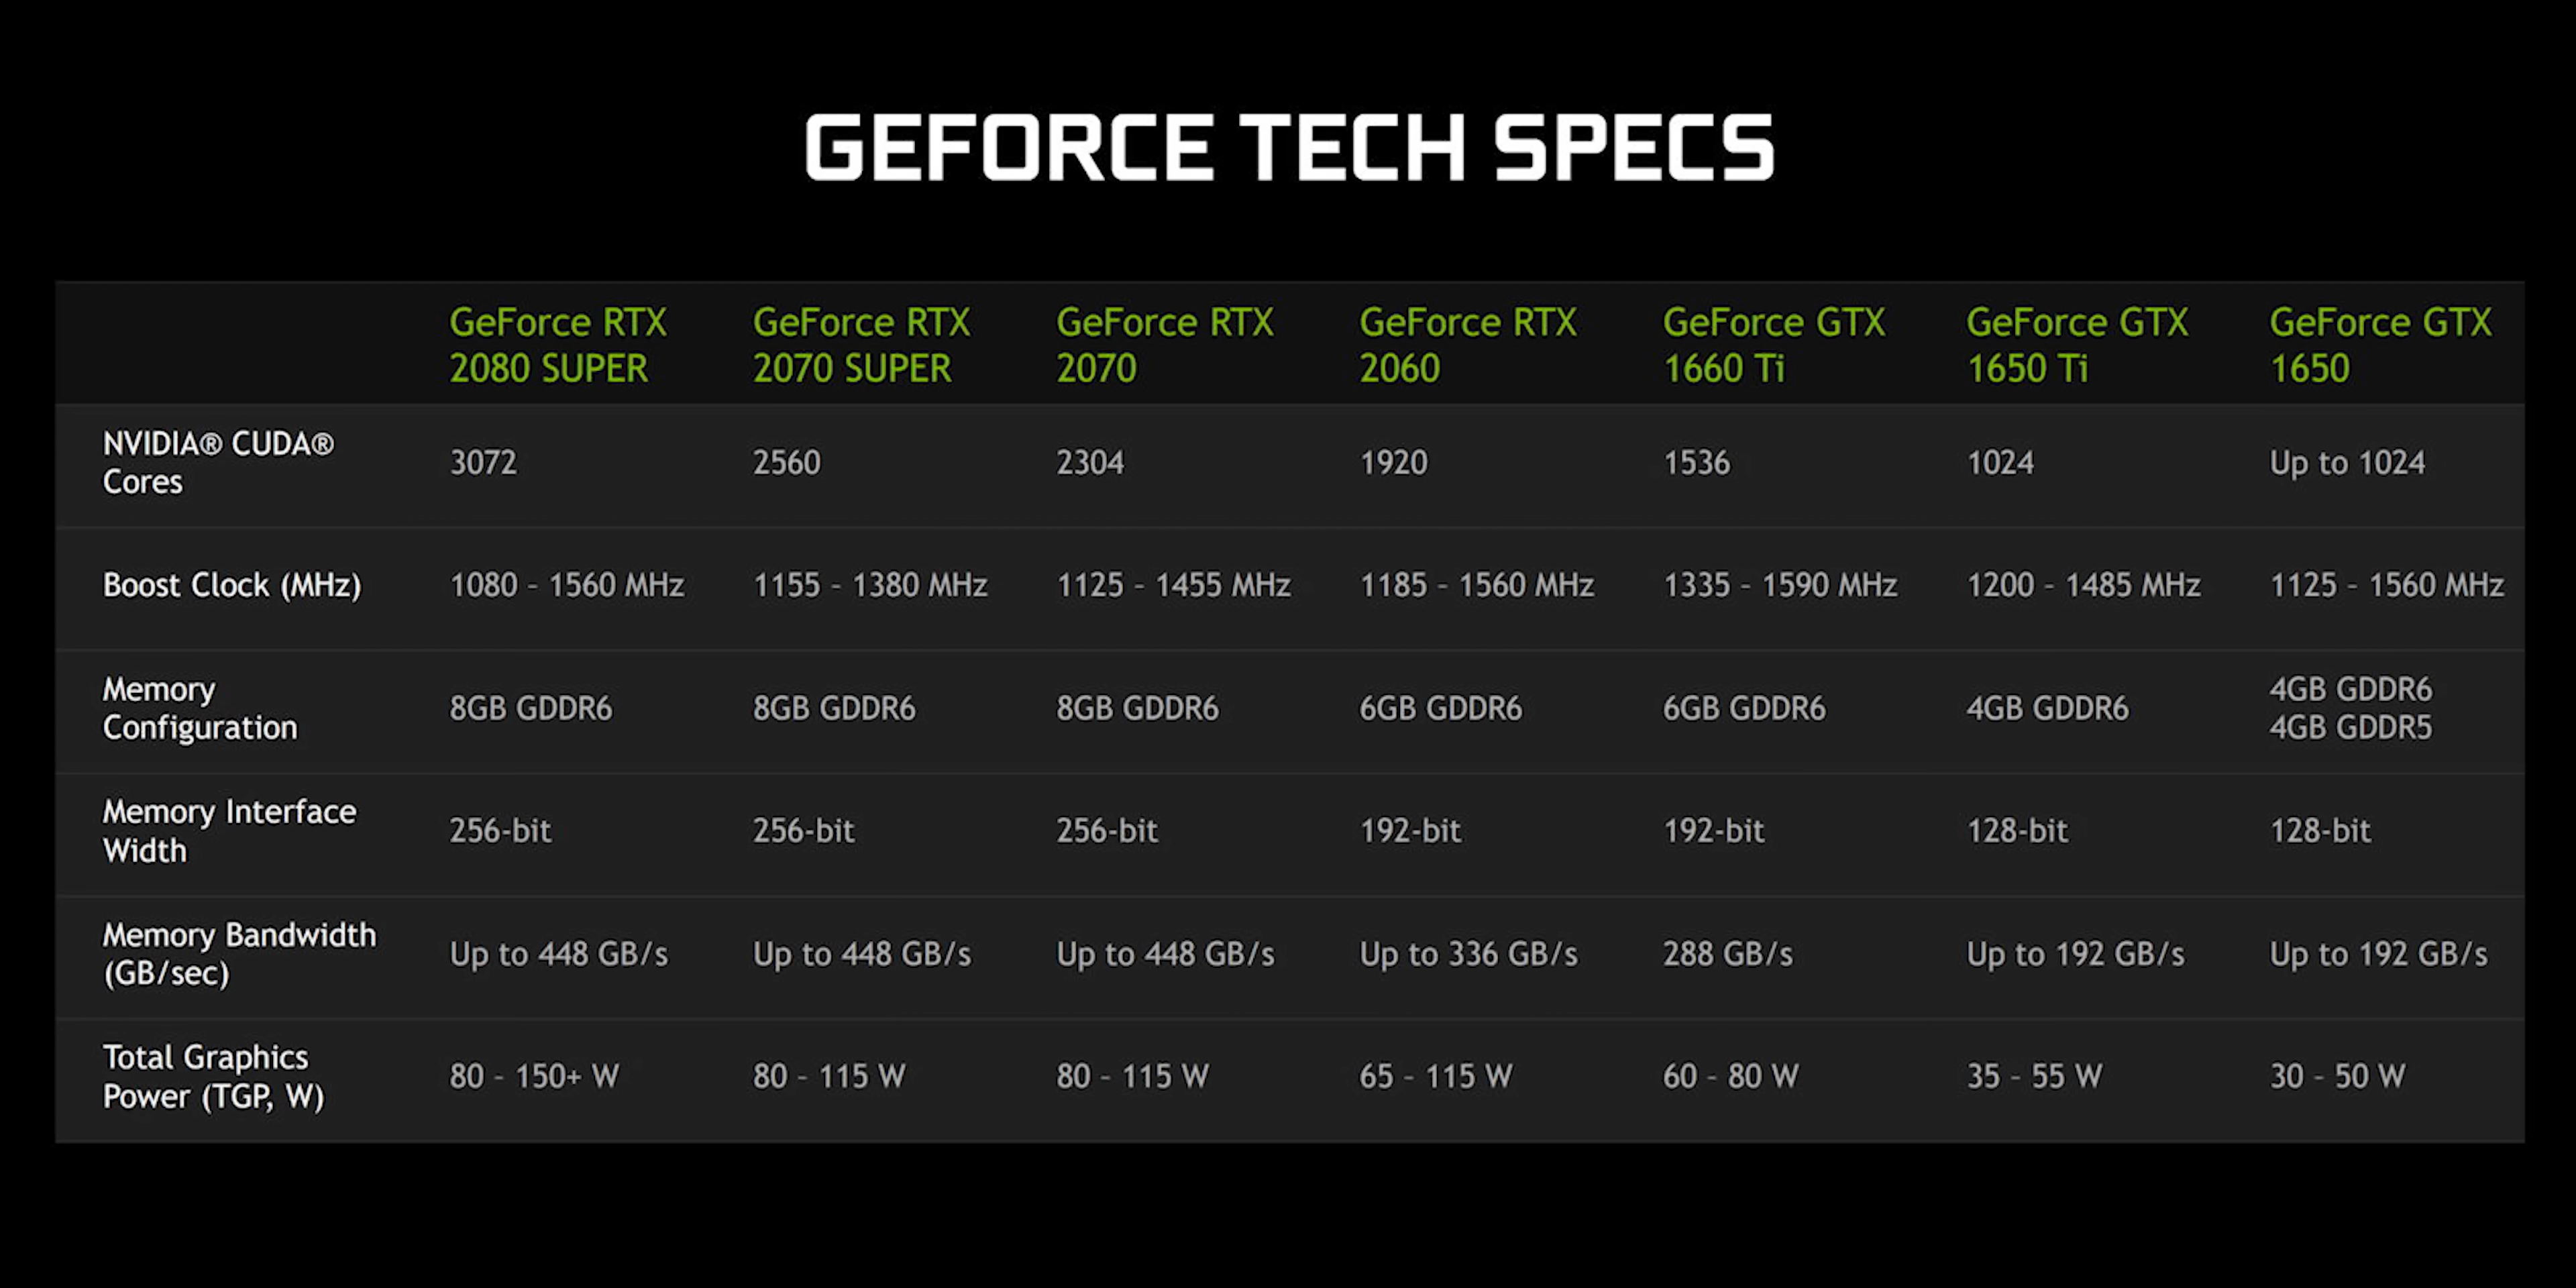 GEFORCE TECH SPECS
GeForce RTX 2080 SUPER GeForce RTX 2070 SUPER GeForce RTX 2070 GeForce RTX 2060 GeForce GTX 1660 Ti GeForce GTX 1650 Ti GeForce GTX 1650
NVIDIA® CUDA® Cores 3072 2560 2304 1920 1536 1024 Up to 1024
Boost Clock (MHz) 1080 - 1560 MHz 1155 - 1380 MHz 1125 - 1455 MHz 1185 - 1560 MHz 1335 - 1590 MHz 1200 - 1485 MHz 1125 - 1560 MHz
Memory Configuration 8GB GDDR6 8GB GDDR6 8GB GDDR6 6GB GDDR6 6GB GDDR6 4GB GDDR6 4GB GDDR6 4GB GDDR5
Memory Interface Width 256-bit 256-bit 256-bit 192-bit 192-bit 128-bit 128-bit
Memory Bandwidth (GB/sec) Up to 448 GB/s Up to 448 GB/s Up to 448 GB/s Up to 336 GB/s 288 GB/s Up to 192 GB/s Up to 192 GB/s
Total Graphics Power (TGP, W) 80 - 150+ W 80 - 115 W 80 - 115 W 65 - 115 W 60 - 80 W 35 - 55 W 30 - 50 W